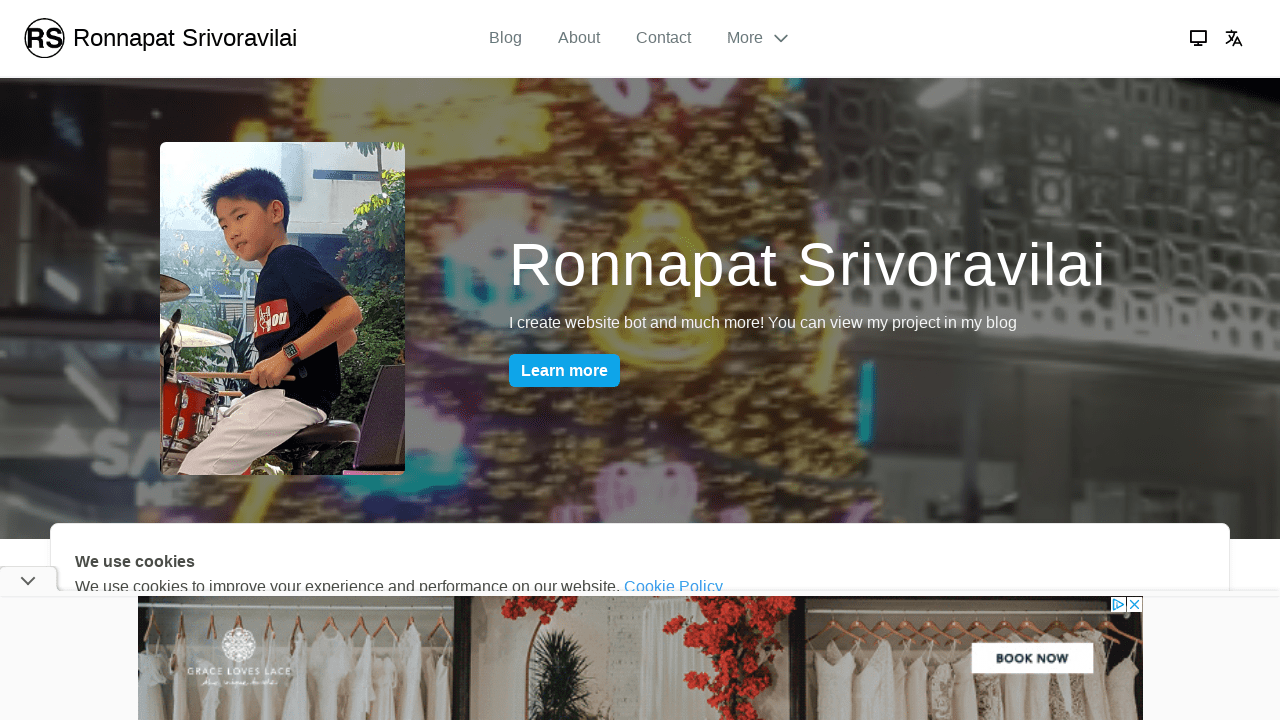 RS Ronnapat Srivoravilai
Blog
About
Contact
More
Ronnapat Srivoravilai
I create website bot and much more! You can view my project in my blog
Learn more
We use cookies
We use cookies to improve your experience and performance on our website. Cookie Policy
GRACE LOVES LACE
BOOK NOW